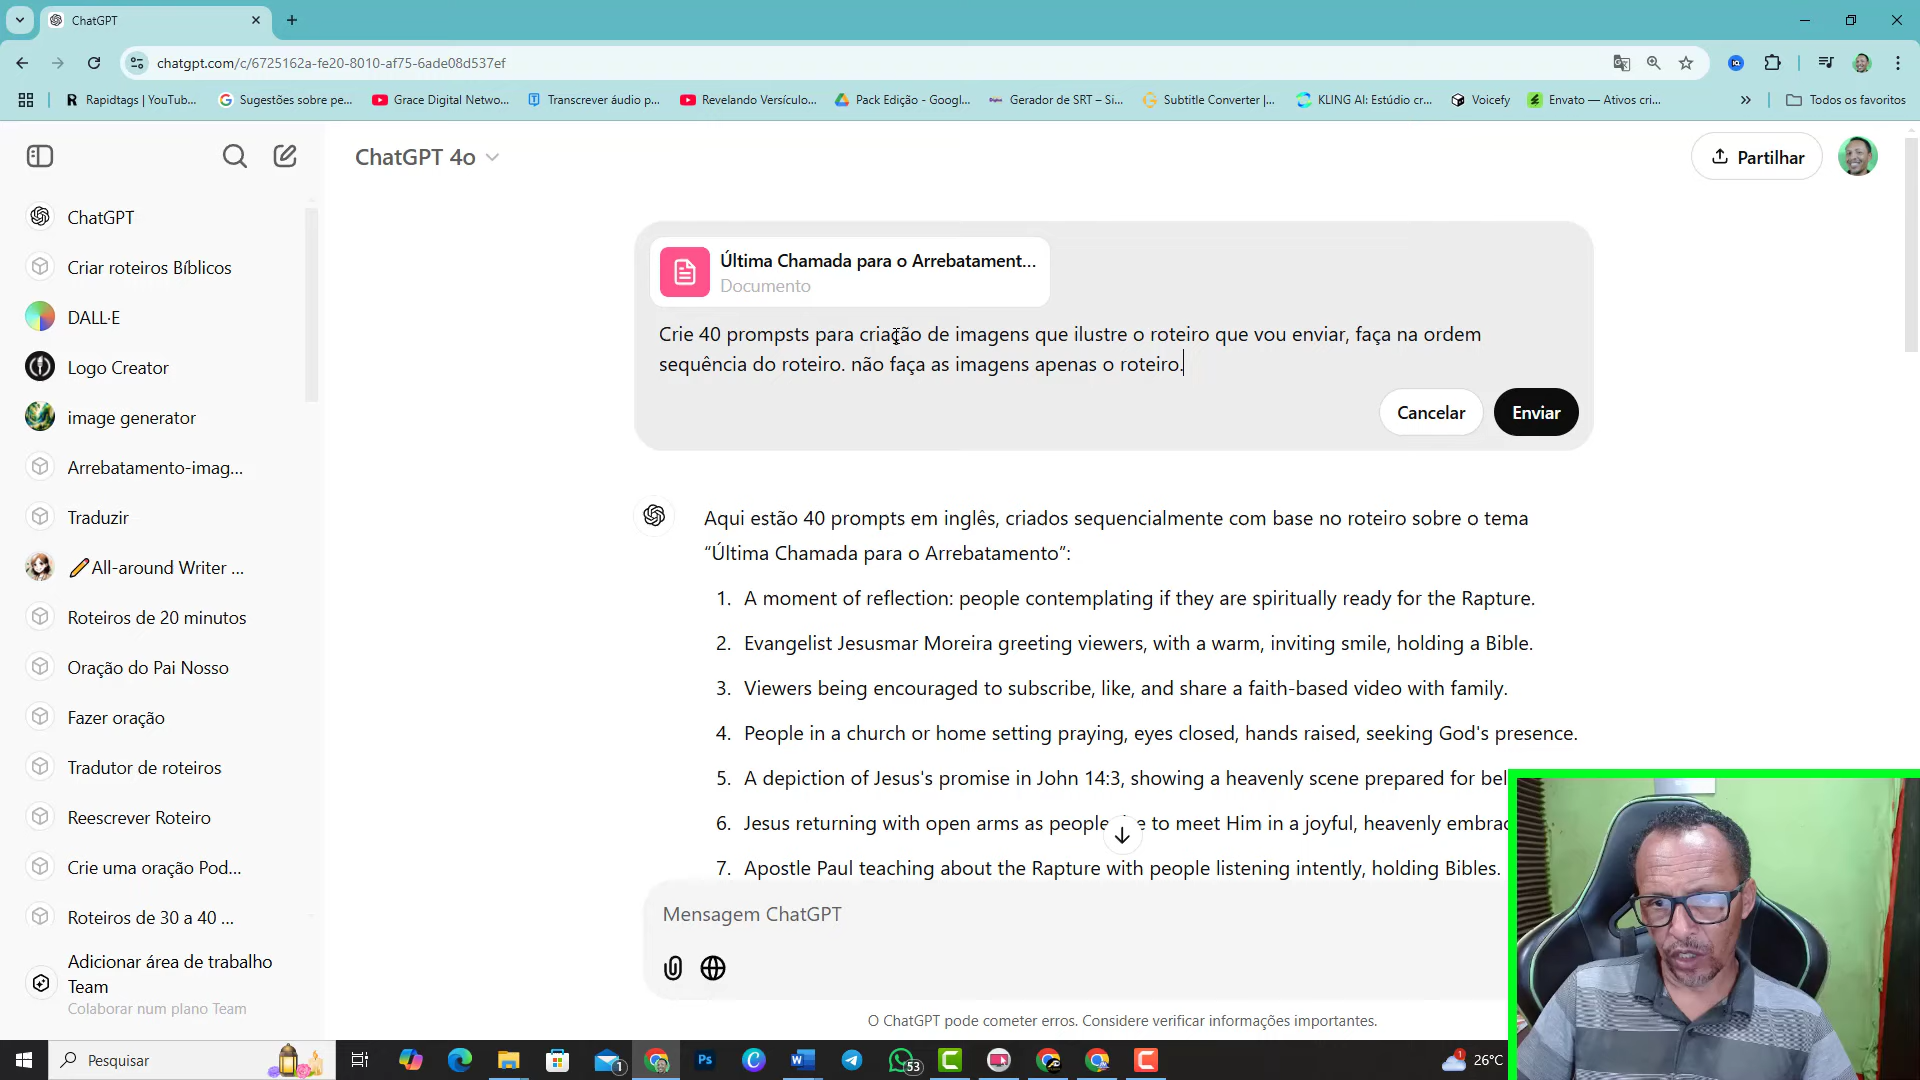 ChatGPT
chatgpt.com/c/6725162a-fe20-8010-af75-6ade08d537ef
Rapidtags | YouTub...
Sugestões sobre pe...
Grace Digital Netwo...
Transcrever áudio p...
Revelando Versículo...
Pack Edição - Googl...
Gerador de SRT – Si...
Subtitle Converter |...
KLING AI: Estúdio cr...
Voicefy
Envato — Ativos cri...
Todos os favoritos
ChatGPT 4o
Partilhar
ChatGPT
Criar roteiros Bíblicos
DALL·E
Logo Creator
image generator
Arrebatamento-imag...
Traduzir
All-around Writer ...
Roteiros de 20 minutos
Oração do Pai Nosso
Fazer oração
Tradutor de roteiros
Reescrever Roteiro
Crie uma oração Pod...
Roteiros de 30 a 40 ...
Adicionar área de trabalho
Team
Colaborar num plano Team
Última Chamada para o Arrebatament...
Documento
Crie 40 prompsts para criação de imagens que ilustre o roteiro que vou enviar, faça na ordem
sequência do roteiro. não faça as imagens apenas o roteiro.
Cancelar
Enviar
Aqui estão 40 prompts em inglês, criados sequencialmente com base no roteiro sobre o tema
“Última Chamada para o Arrebatamento”:
1. A moment of reflection: people contemplating if they are spiritually ready for the Rapture.
2. Evangelist Jesusmar Moreira greeting viewers, with a warm, inviting smile, holding a Bible.
3. Viewers being encouraged to subscribe, like, and share a faith-based video with family.
4. People in a church or home setting praying, eyes closed, hands raised, seeking God's presence.
5. A depiction of Jesus's promise in John 14:3, showing a heavenly scene prepared for
6. Jesus returning with open arms as people to meet Him in a joyful, heavenly
7. Apostle Paul teaching about the Rapture with people listening intently, holding Bibles.
Mensagem ChatGPT
O ChatGPT pode cometer erros. Considere verificar informações importantes.
Pesquisar
1
53
1
26°C